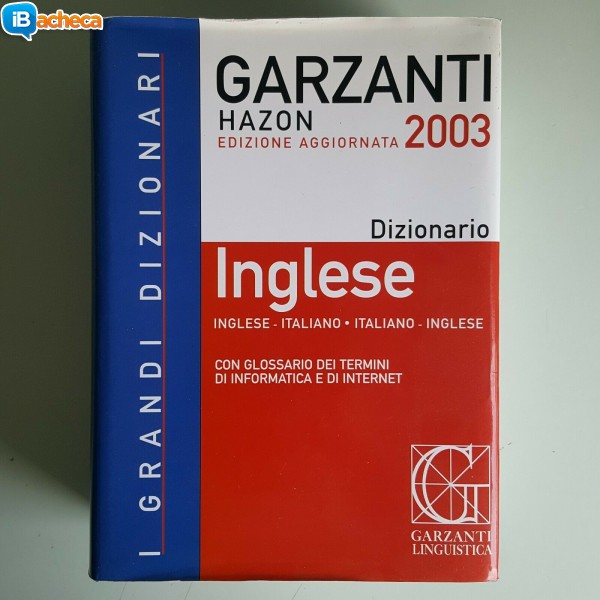 iBacheca
I GRANDI DIZIONARI
GARZANTI
HAZON
EDIZIONE AGGIORNATA 2003
Dizionario
Inglese
INGLESE - ITALIANO • ITALIANO - INGLESE
CON GLOSSARIO DEI TERMINI
DI INFORMATICA E DI INTERNET
GARZANTI
LINGUISTICA